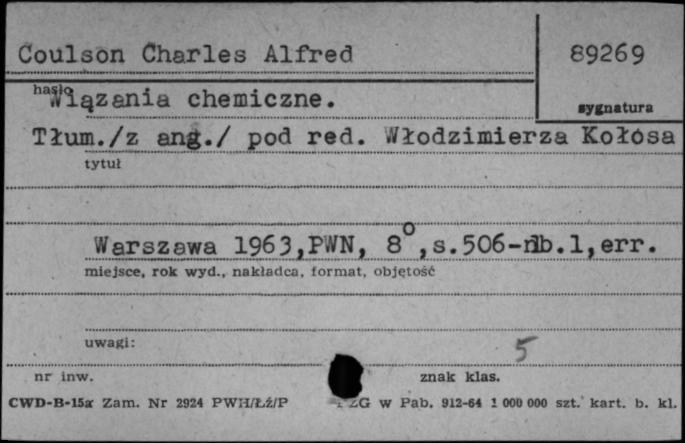 Coulson Charles Alfred
89269
hasło
Wiązania chemiczne.
sygnatura
Tłum./z ang./ pod red. Włodzimierza Kołosa
tytuł
Warszawa 1963,PWN, 8°,s.506-nlb.1,err.
miejsce, rok wyd., nakładca, format, objętość
uwagi:
5
nr inw.
znak klas.
CWD-B-15a Zam. Nr 2924 PWH/Łź/P
ZG W Pab. 912-64 1 000 000 szt. kart. b. kl.